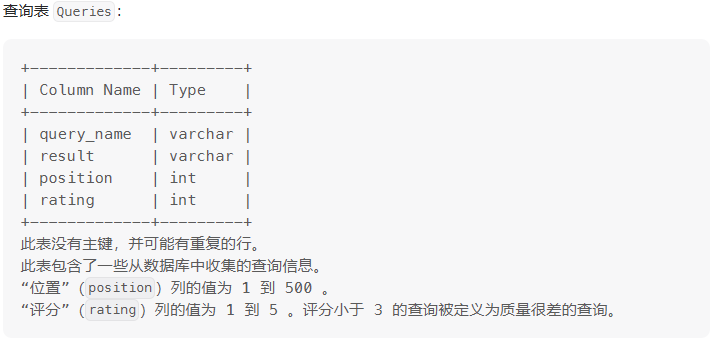 查询表 Queries：
+-------------+---------+
| Column Name | Type    |
+-------------+---------+
| query_name  | varchar |
| result      | varchar |
| position    | int     |
| rating      | int     |
+-------------+---------+
此表没有主键，并可能有重复的行。
此表包含了一些从数据库中收集的查询信息。
“位置”（position）列的值为 1 到 500 。
“评分”（rating）列的值为 1 到 5 。评分小于 3 的查询被定义为质量很差的查询。